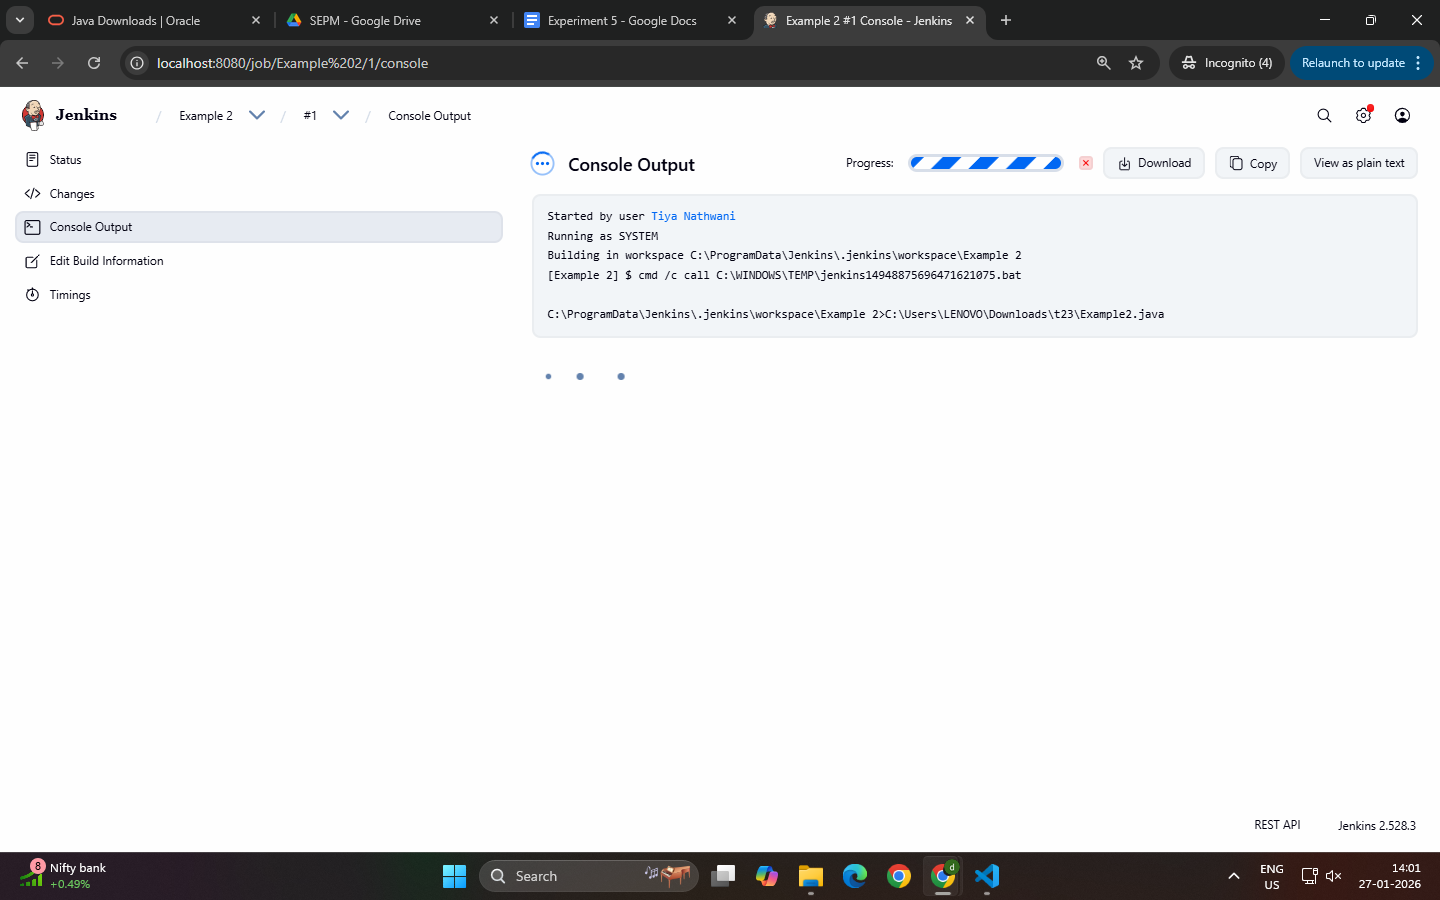 Java Downloads | Oracle
SEPM - Google Drive
Experiment 5 - Google Docs
Example 2 #1 Console - Jenkins
localhost:8080/job/Example%202/1/console
Incognito (4)
Relaunch to update
Jenkins / Example 2 / #1 / Console Output
Status
Changes
Console Output
Edit Build Information
Timings
Console Output
Progress:
Download
Copy
View as plain text
Started by user Tiya Nathwani
Running as SYSTEM
Building in workspace C:\ProgramData\Jenkins\.jenkins\workspace\Example 2
[Example 2] $ cmd /c call C:\WINDOWS\TEMP\jenkins14948875696471621075.bat
C:\ProgramData\Jenkins\.jenkins\workspace\Example 2>C:\Users\LENOVO\Downloads\t23\Example2.java
REST API
Jenkins 2.528.3
8
Nifty bank
+0.49%
Search
d
ENG
US
14:01
27-01-2026